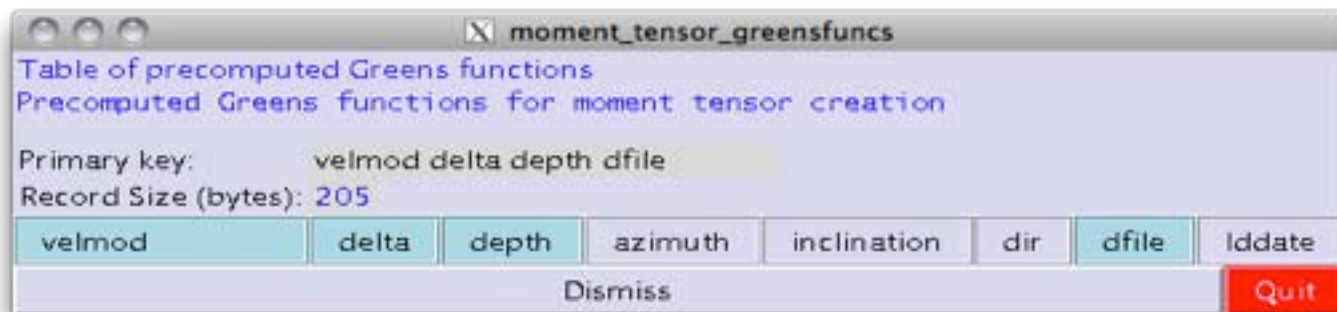 X moment_tensor_greensfuncs
Table of precomputed Greens functions
Precomputed Greens functions for moment tensor creation
Primary key: velmod delta depth dfile
Record Size (bytes): 205
velmod delta depth azimuth inclination dir dfile lddate
Dismiss Quit